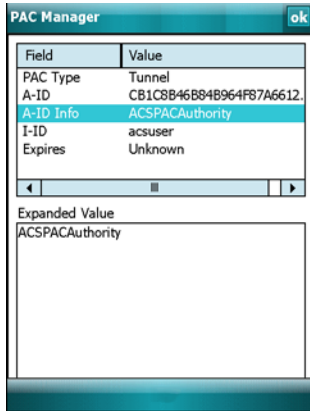 PAC Manager ok
Field Value
PAC Type Tunnel
A-ID CB1C8B46B84B964F87A6612.
A-ID Info ACSPACAuthority
I-ID acsuser
Expires Unknown
Expanded Value
ACSPACAuthority